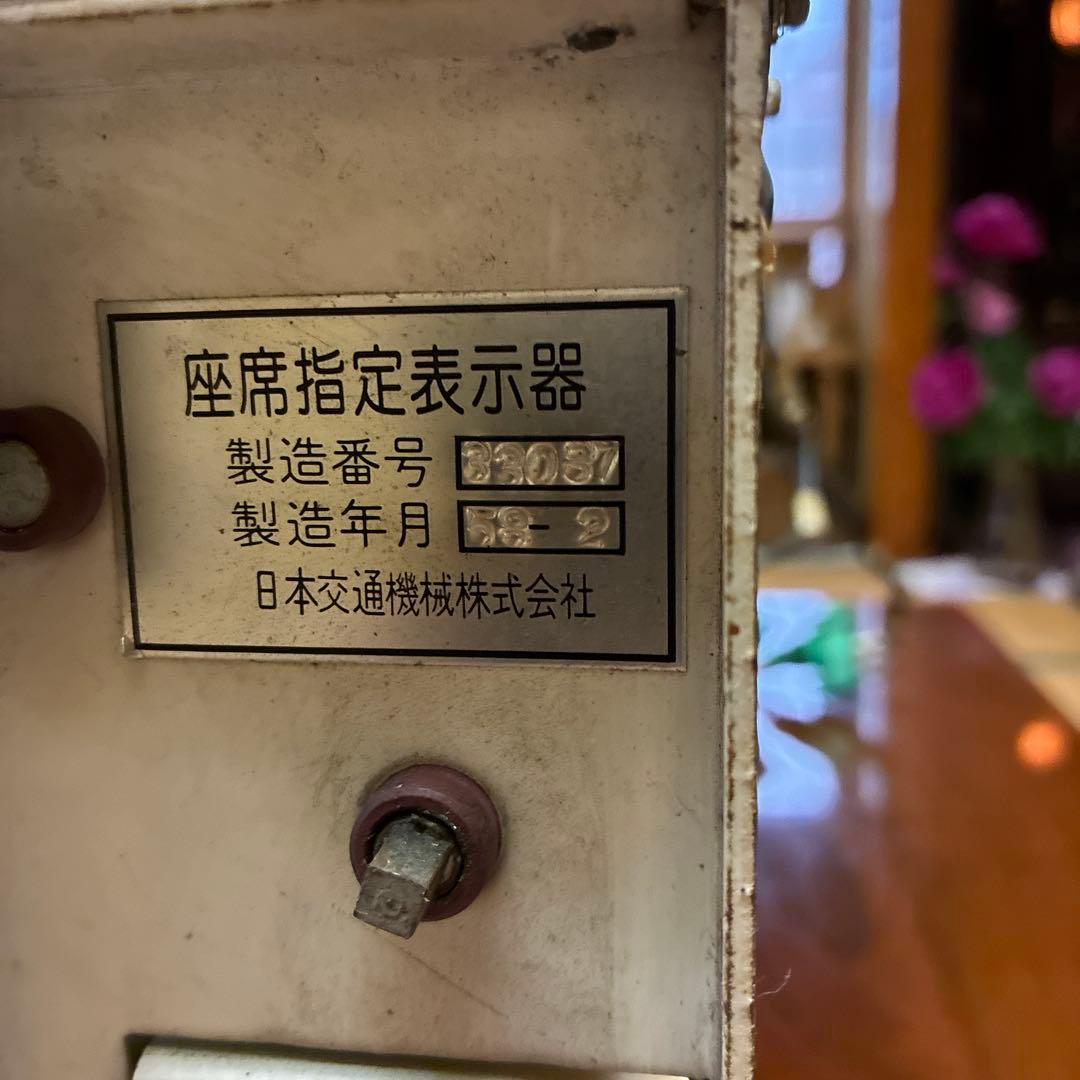 座席指定表示器
製造番号 33087
製造年月 58- 2
日本交通機械株式会社